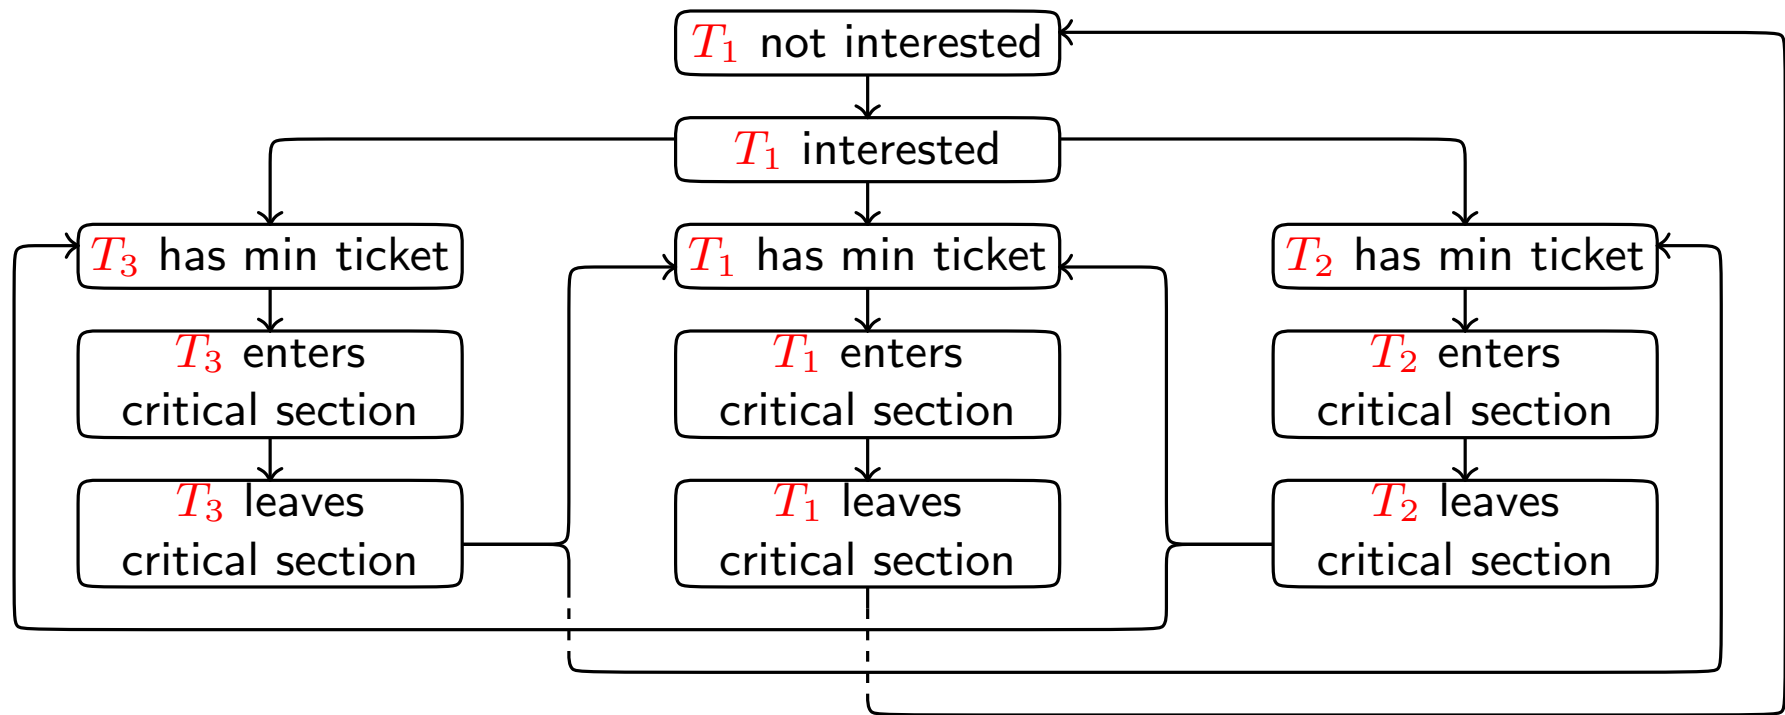 T₁ not interested
T₁ interested
T₃ has min ticket
T₁ has min ticket
T₂ has min ticket
T₃ enters
critical section
T₁ enters
critical section
T₂ enters
critical section
T₃ leaves
critical section
T₁ leaves
critical section
T₂ leaves
critical section